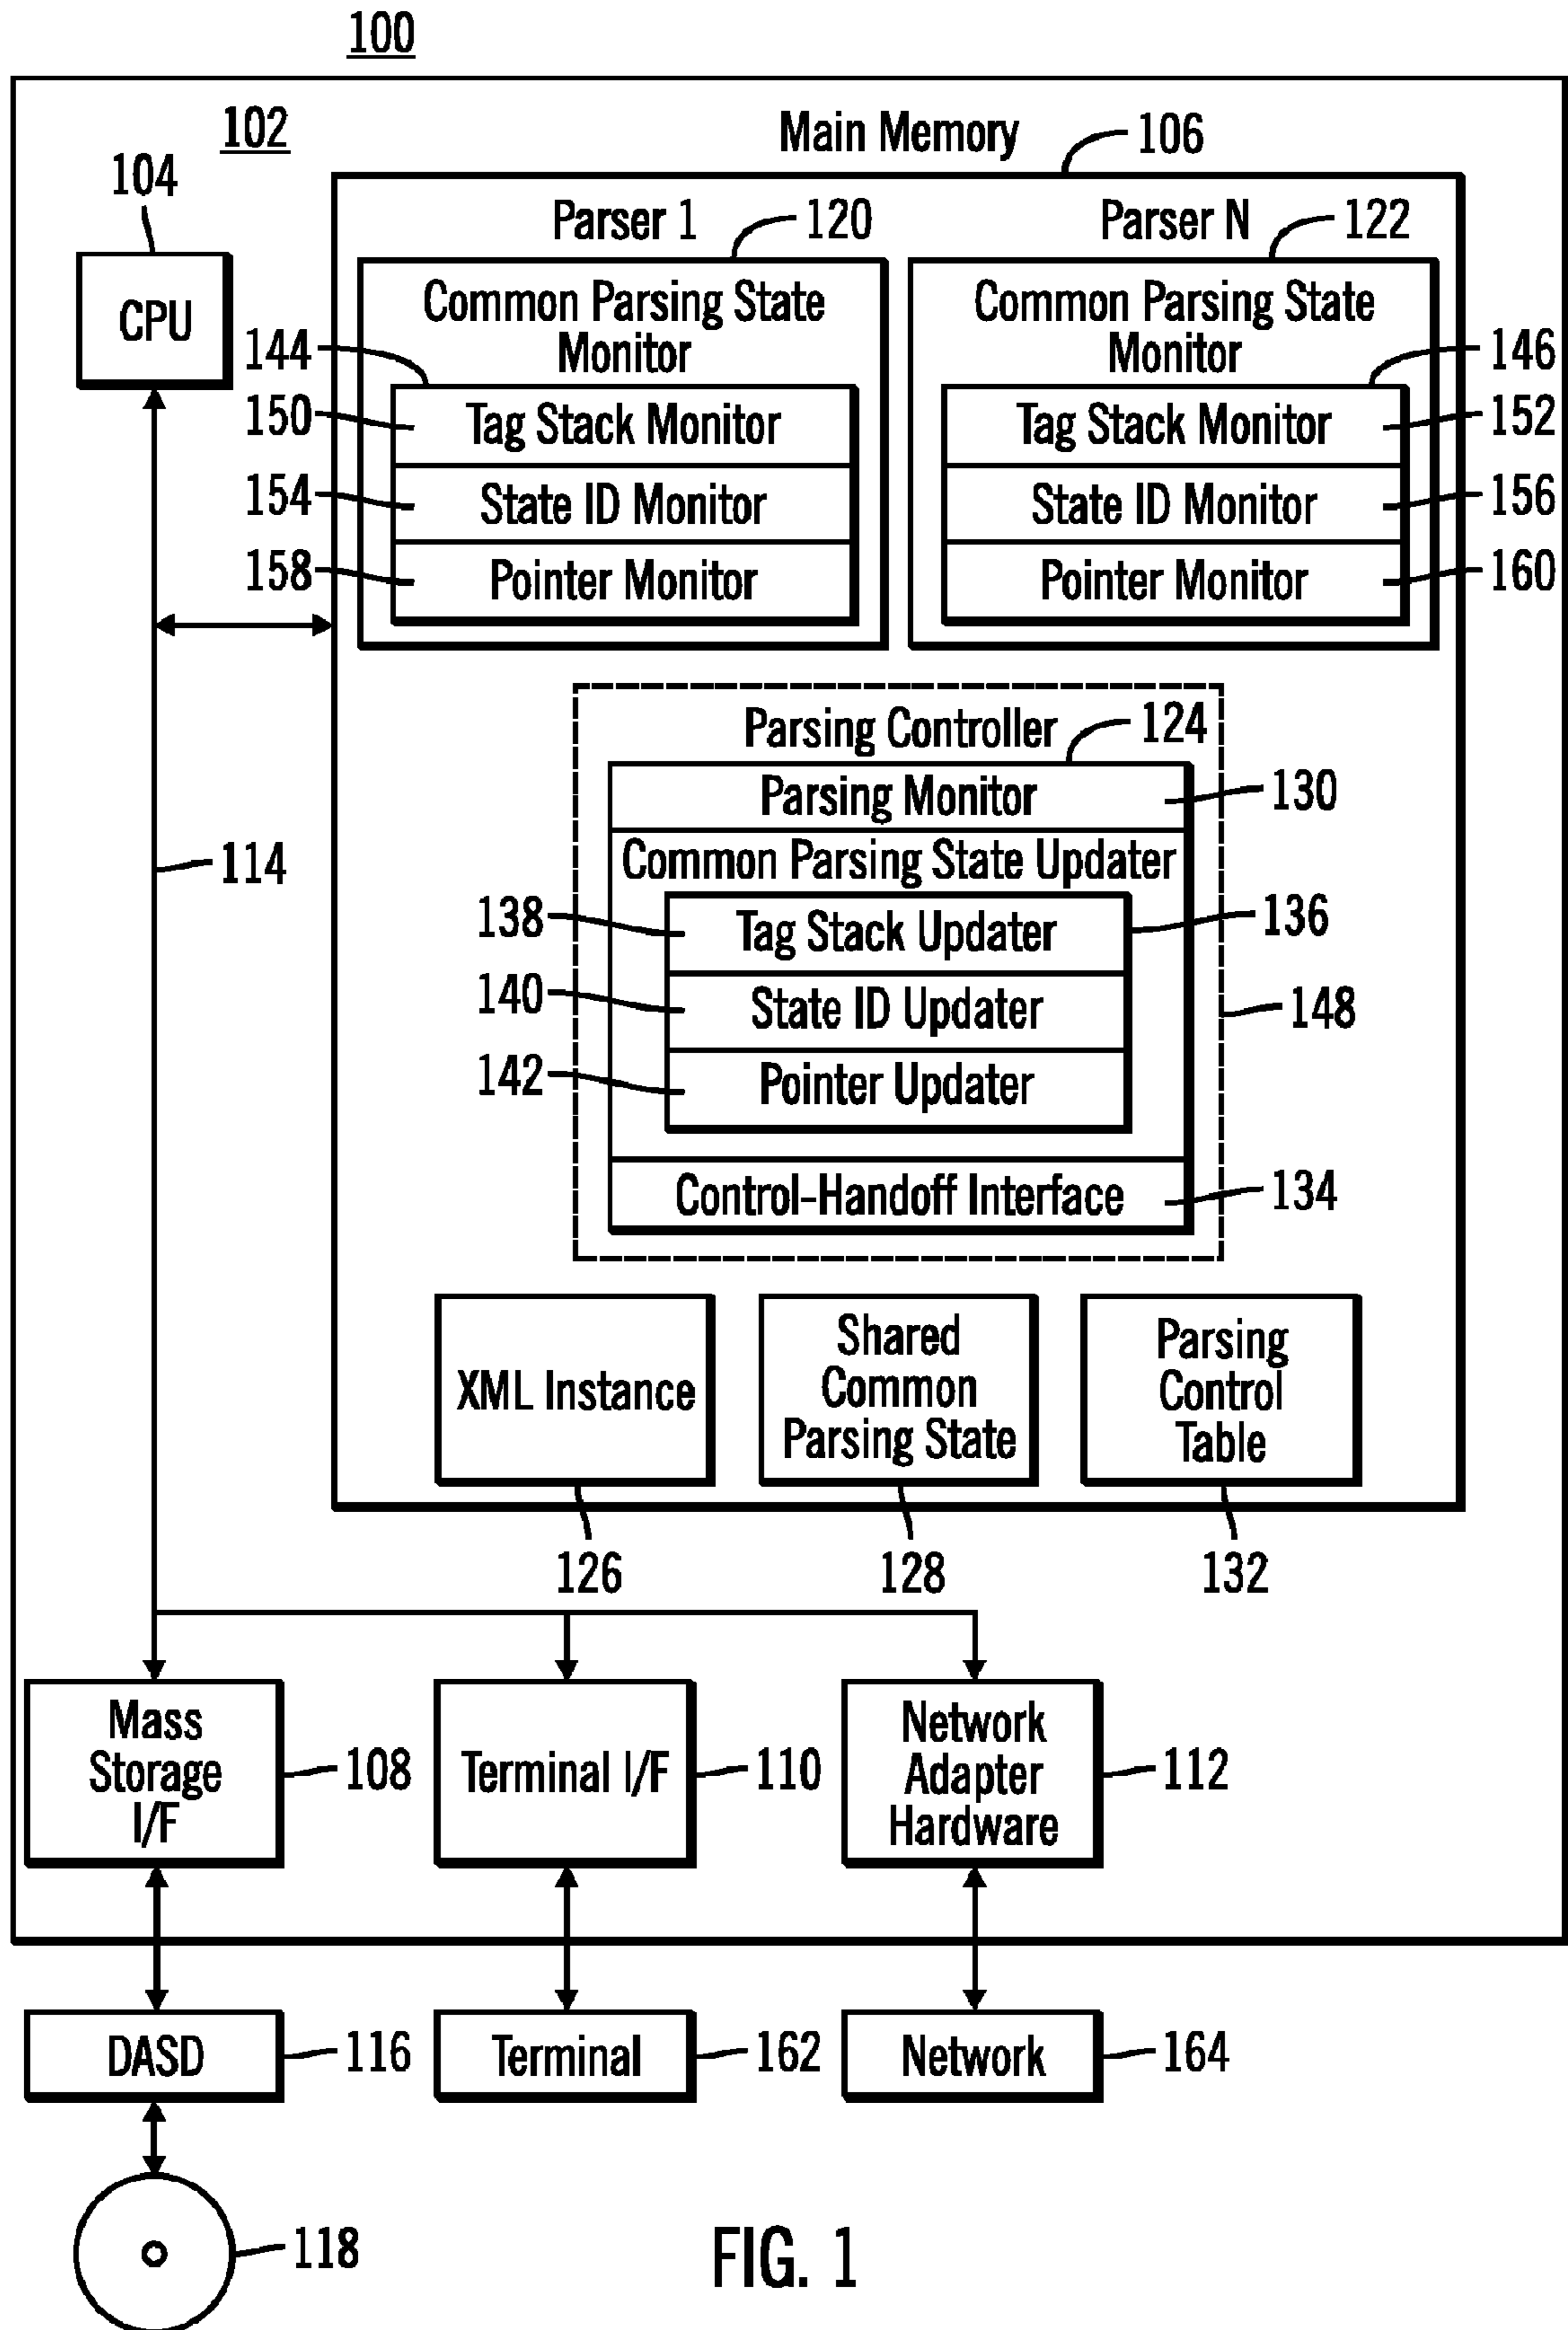 100
102
Main Memory
106
104
CPU
Parser 1
120
Parser N
122
Common Parsing State
Monitor
144
Tag Stack Monitor
150
State ID Monitor
154
Pointer Monitor
158
Common Parsing State
Monitor
146
Tag Stack Monitor
152
State ID Monitor
156
Pointer Monitor
160
114
Parsing Controller
124
Parsing Monitor
130
Common Parsing State Updater
136
138
Tag Stack Updater
140
State ID Updater
142
Pointer Updater
148
Control-Handoff Interface
134
XML Instance
126
Shared
Common
Parsing State
128
Parsing
Control
Table
132
Mass
Storage
I/F
108
Terminal I/F
110
Network
Adapter
Hardware
112
DASD
116
Terminal
162
Network
164
118
FIG. 1